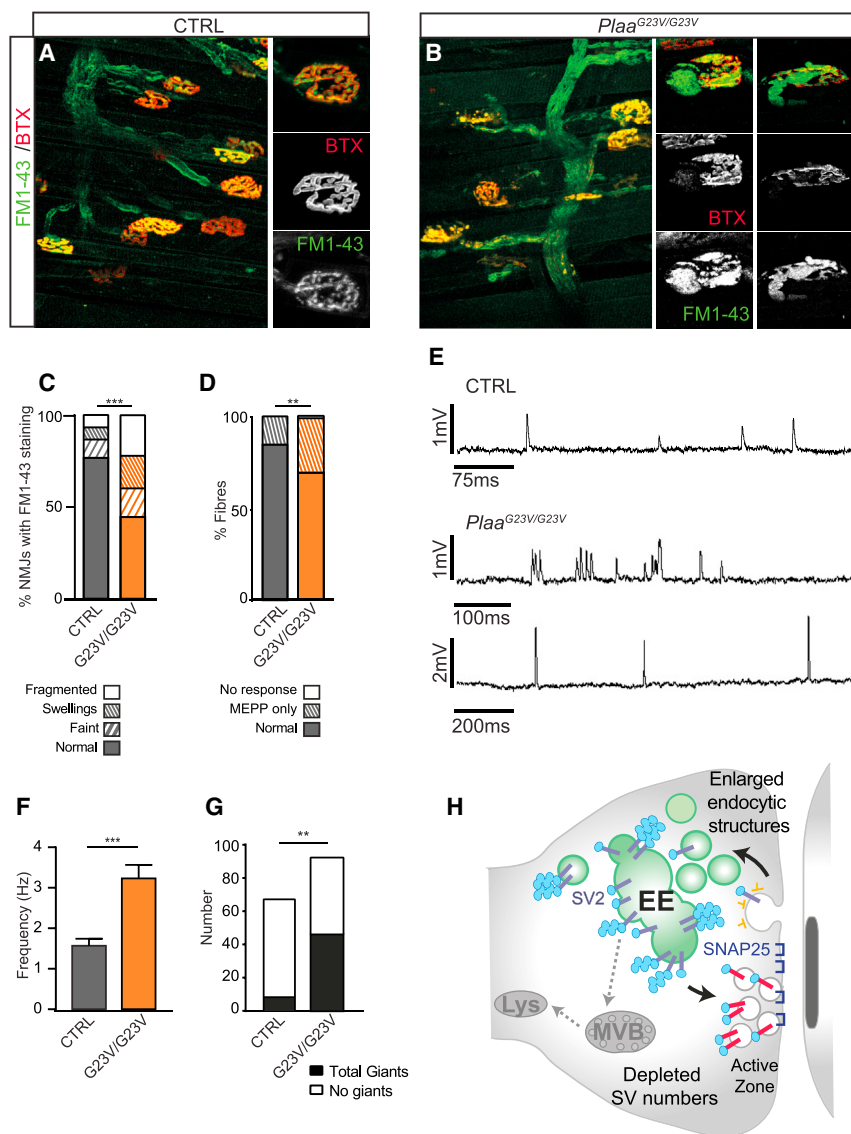 CTRL
Plaa^G23V/G23V
FM1-43 /BTX
A
BTX
FM1-43
B
BTX
FM1-43
C
***
100
50
0
% NMJs with FM1-43 staining
CTRL
G23V/G23V
Fragmented
Swellings
Faint
Normal
D
**
100
50
0
% Fibres
CTRL
G23V/G23V
No response
MEPP only
Normal
E
CTRL
1mV
75ms
Plaa^G23V/G23V
1mV
100ms
2mV
200ms
F
***
4
3
2
1
0
Frequency (Hz)
CTRL
G23V/G23V
G
**
100
80
60
40
20
0
Number
CTRL
G23V/G23V
Total Giants
No giants
H
Enlarged
endocytic
structures
SV2
EE
SNAP25
Lys
MVB
Depleted
SV numbers
Active
Zone